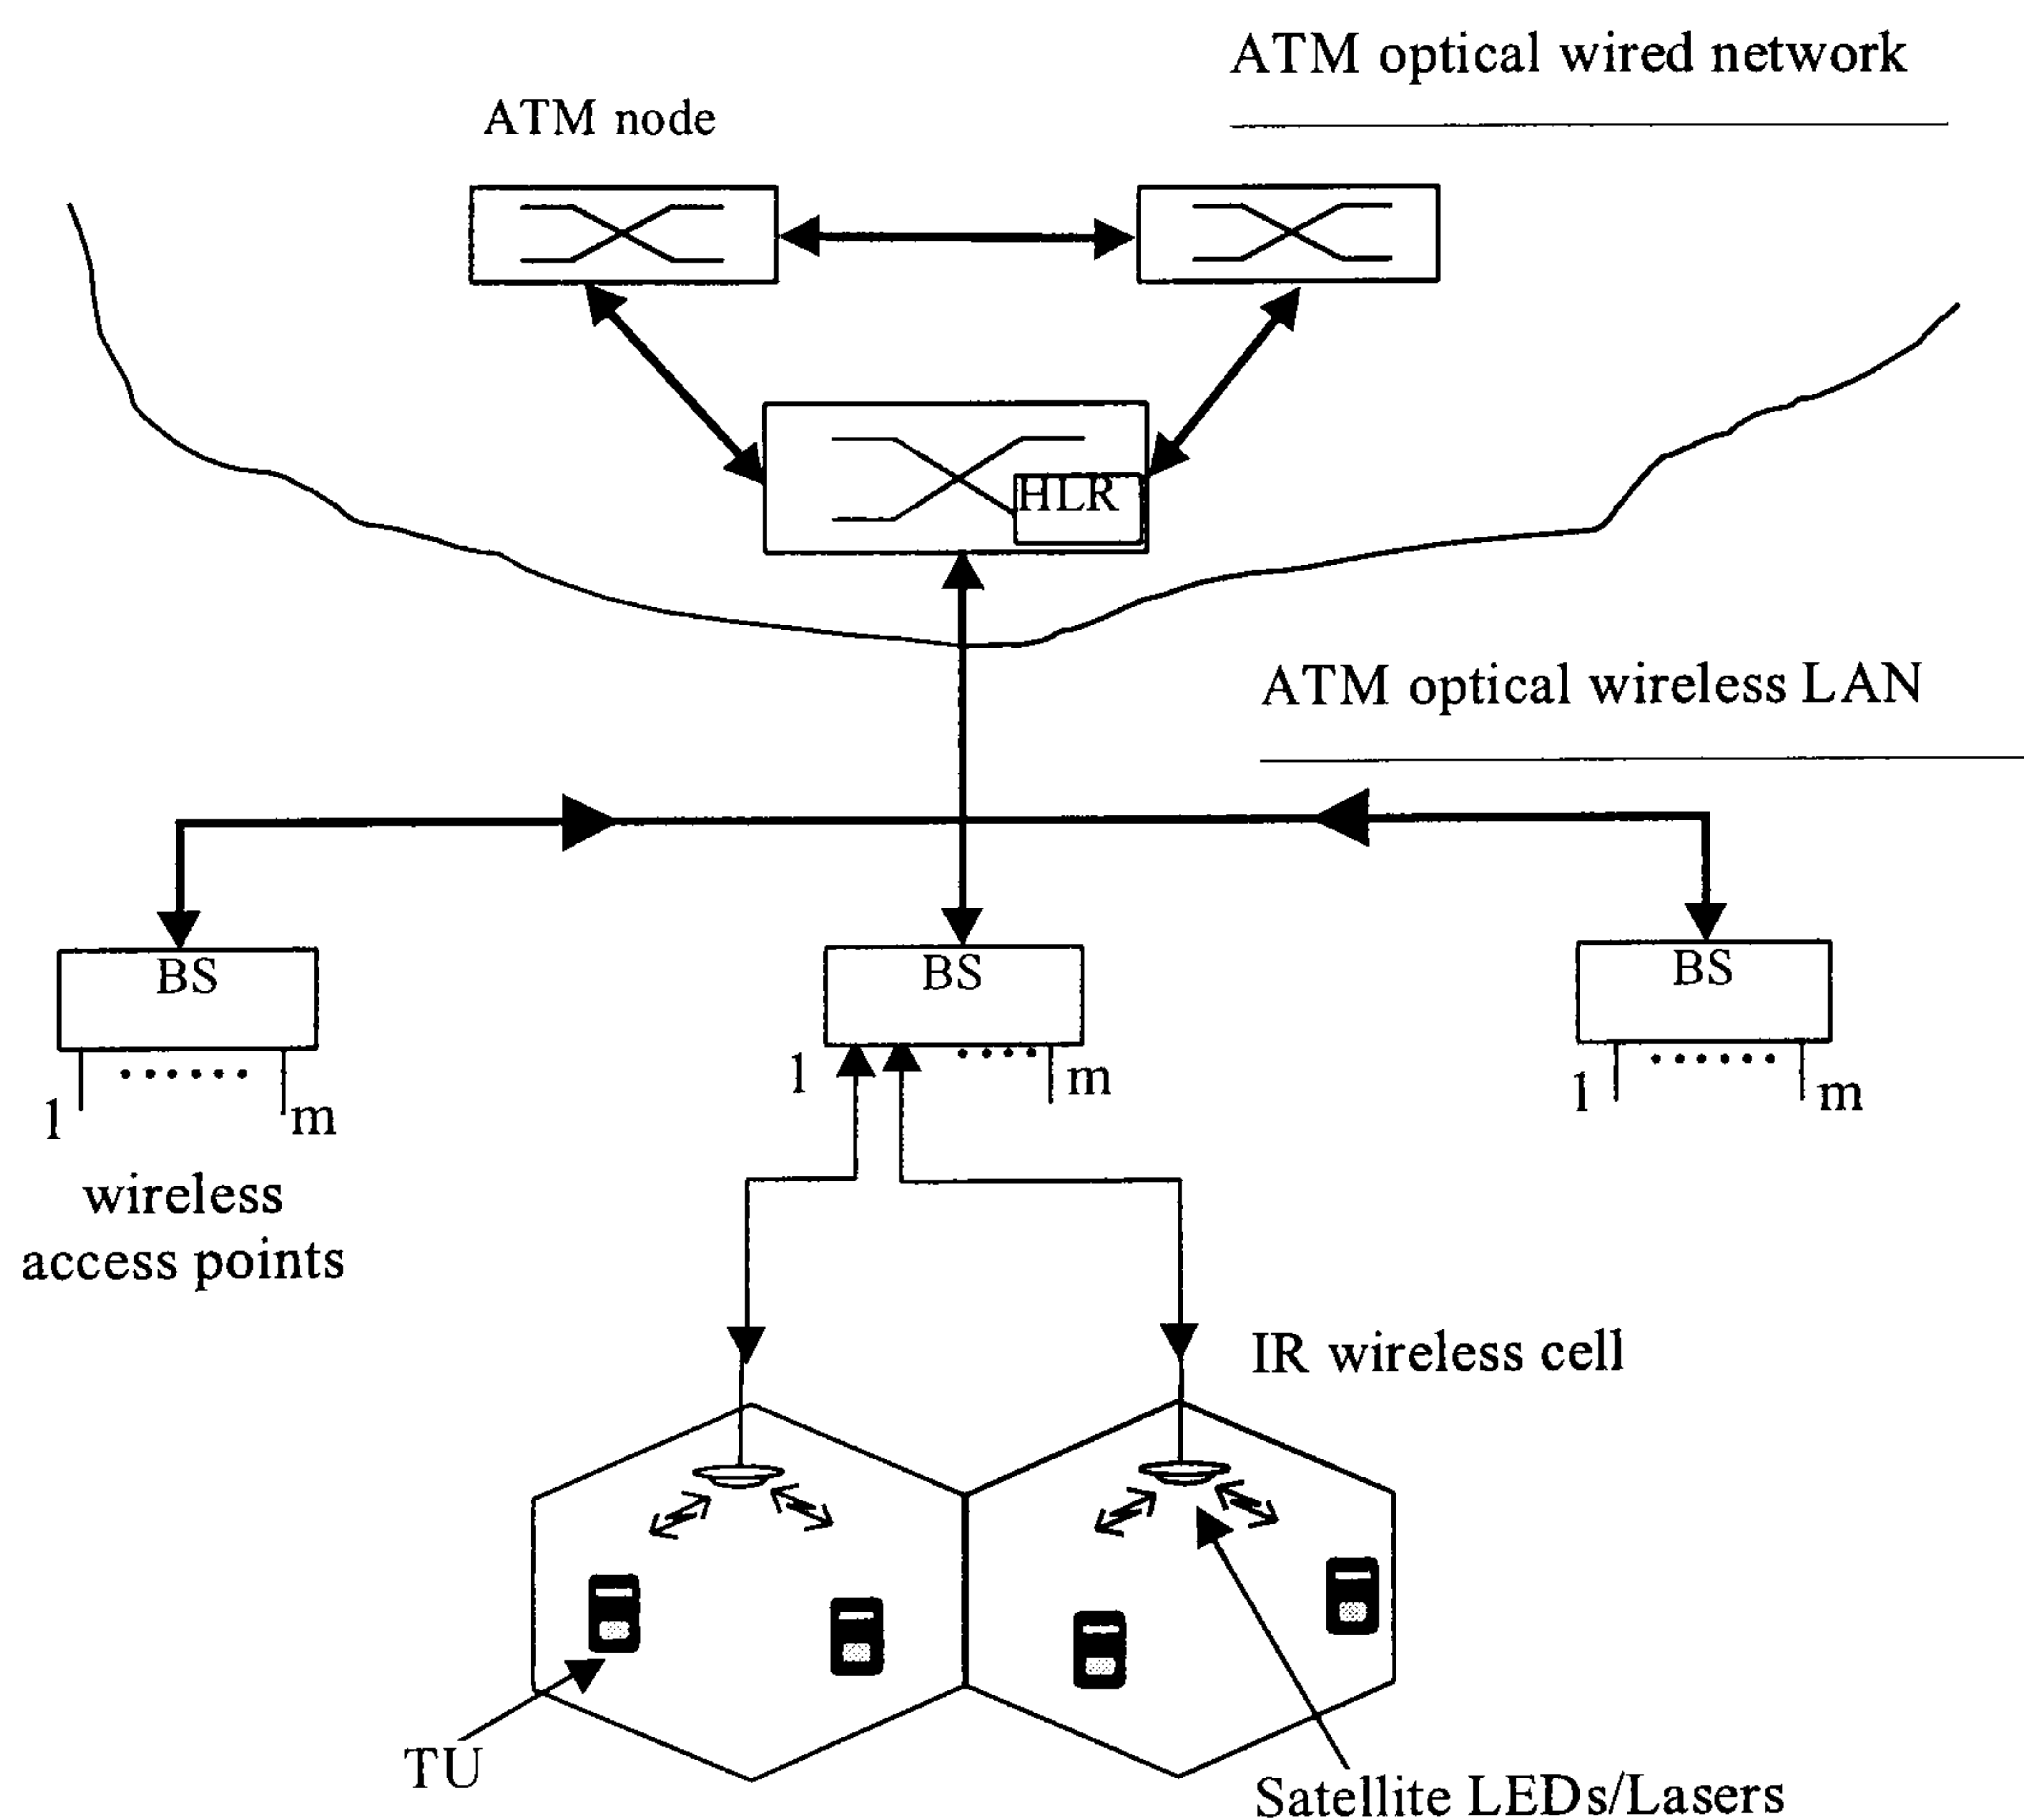 ATM optical wired network
ATM node
HLR
ATM optical wireless LAN
BS
BS
BS
1 ...... m
1 .... m
1 ...... m
wireless
access points
IR wireless cell
TU
Satellite LEDs/Lasers